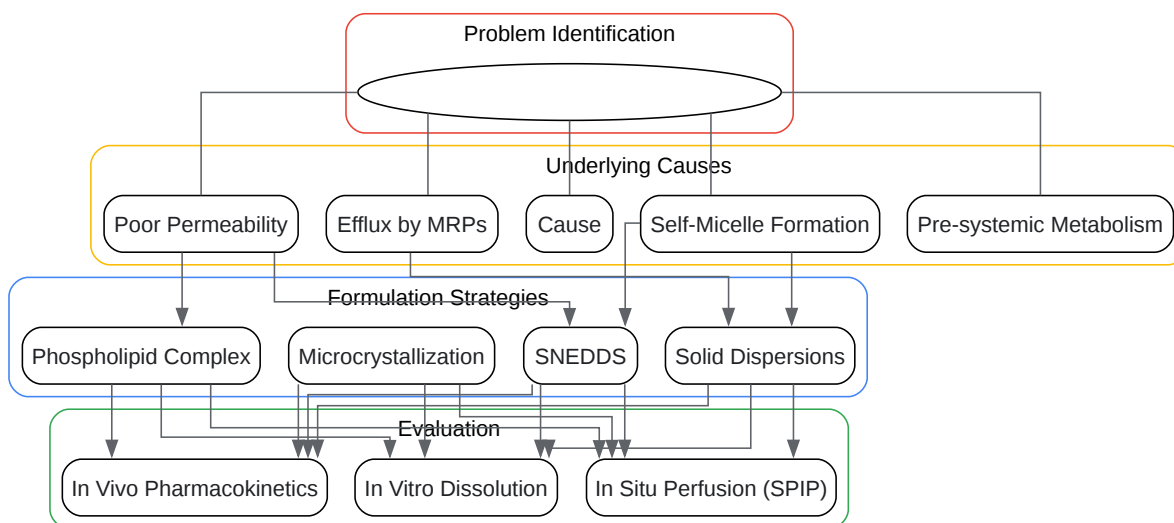 Problem Identification
Underlying Causes
Poor Permeability
Efflux by MRPs
Cause
Self-Micelle Formation
Pre-systemic Metabolism
Formulation Strategies
Phospholipid Complex
Microcrystallization
SNEDDS
Solid Dispersions
Evaluation
In Vivo Pharmacokinetics
In Vitro Dissolution
In Situ Perfusion (SPIP)